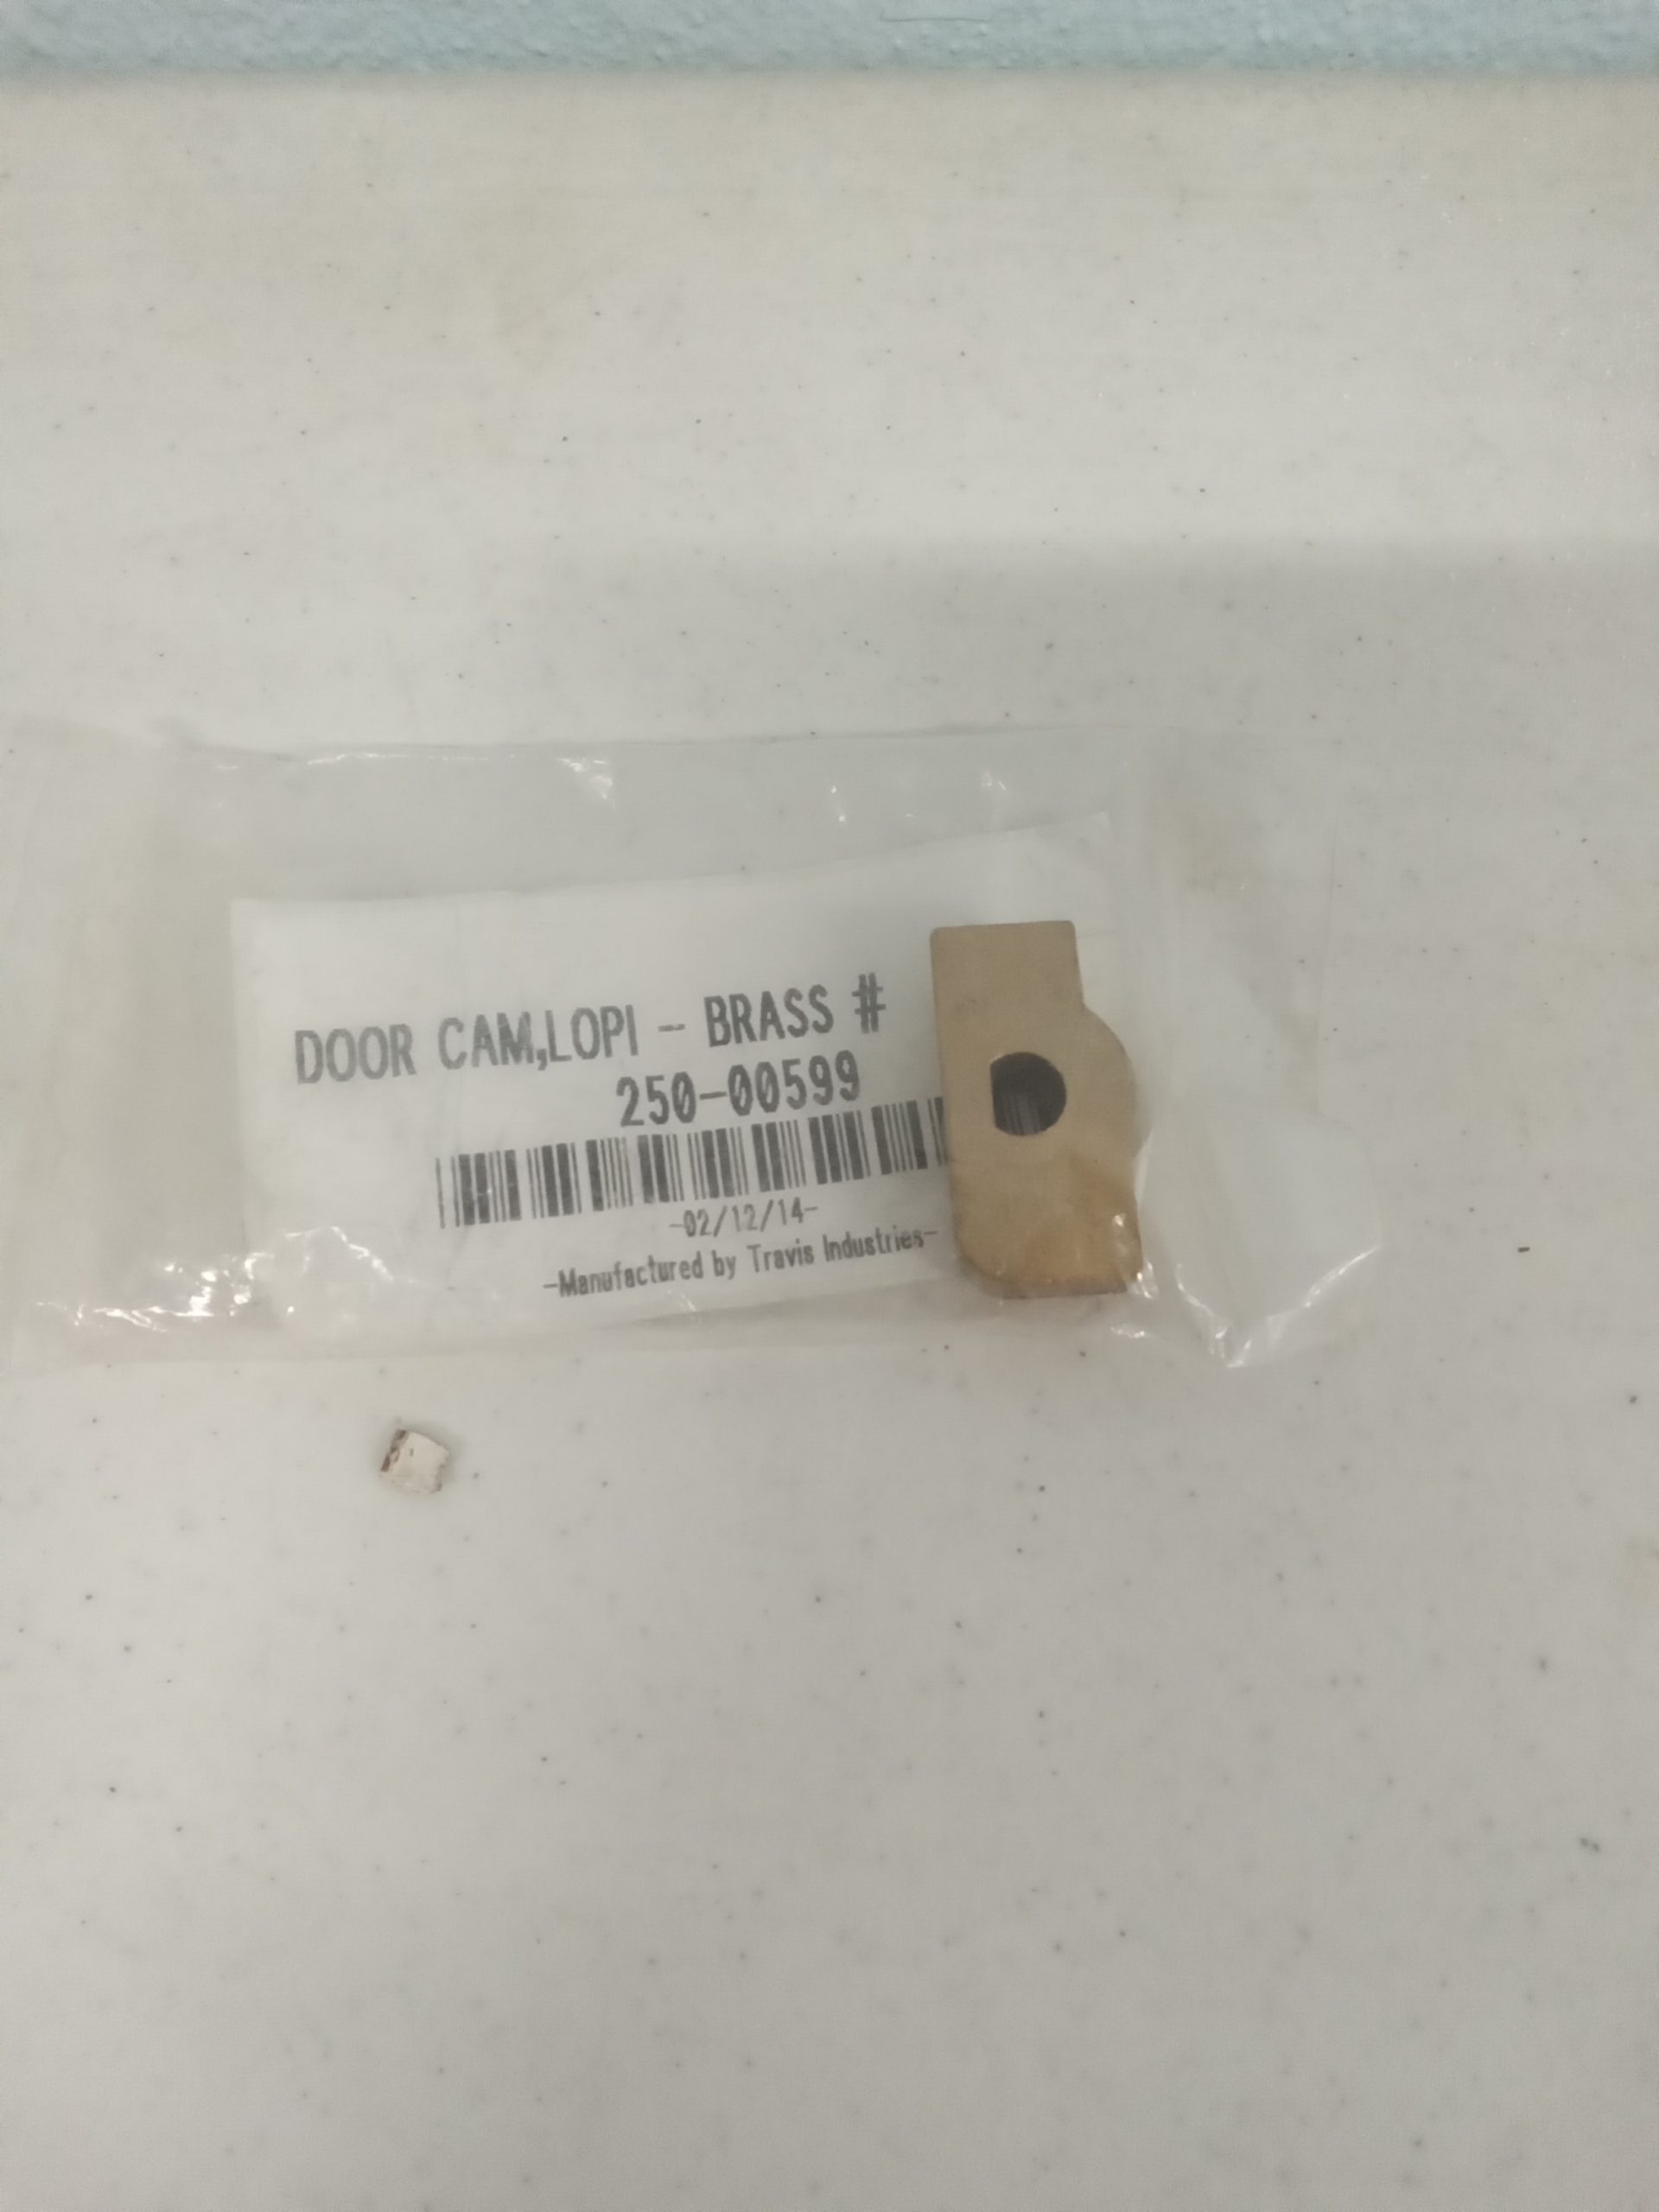 DOOR CAM,LOPI - BRASS #
250-00599
-02/12/14-
-Manufactured by Travis Industries-